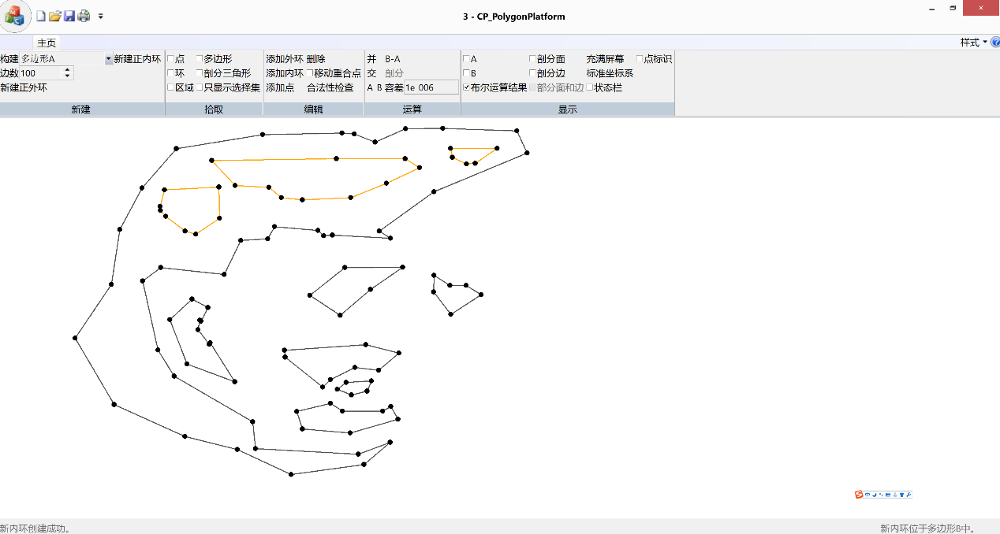 3 - CP_PolygonPlatform
主页
样式
构建 多边形A 新建正内环
边数 100
新建正外环
新建
点 多边形
环 剖分三角形
区域 只显示选择集
拾取
添加外环 删除
添加内环 移动重合点
添加点 合法性检查
编辑
并 B-A
交 剖分
A B 容差 1e 006
运算
A 剖分面 充满屏幕 点标识
B 剖分边 标准坐标系
布尔运算结果 部分面和边 状态栏
显示
中
新内环创建成功。
新内环位于多边形B中。